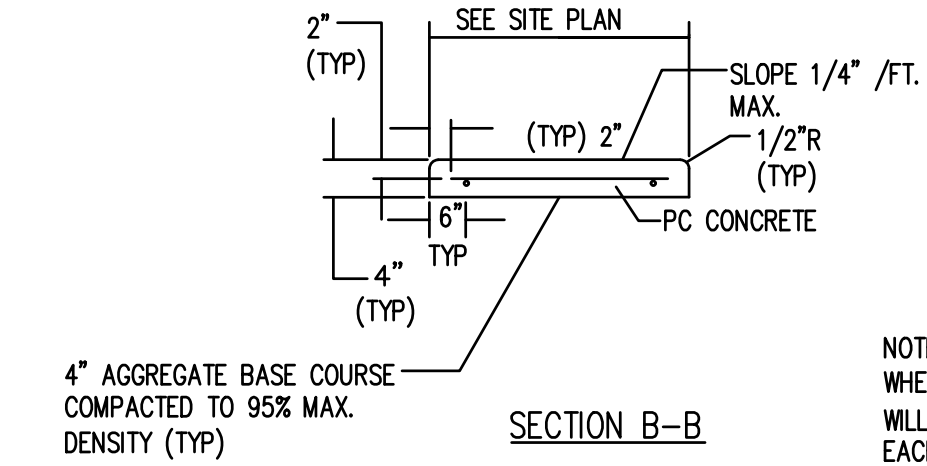 2"
(TYP)
SEE SITE PLAN
SLOPE 1/4" /FT.
MAX.
(TYP) 2"
1/2"R
(TYP)
PC CONCRETE
6"
TYP
4"
(TYP)
4" AGGREGATE BASE COURSE
COMPACTED TO 95% MAX.
DENSITY (TYP)
SECTION B-B
WILL